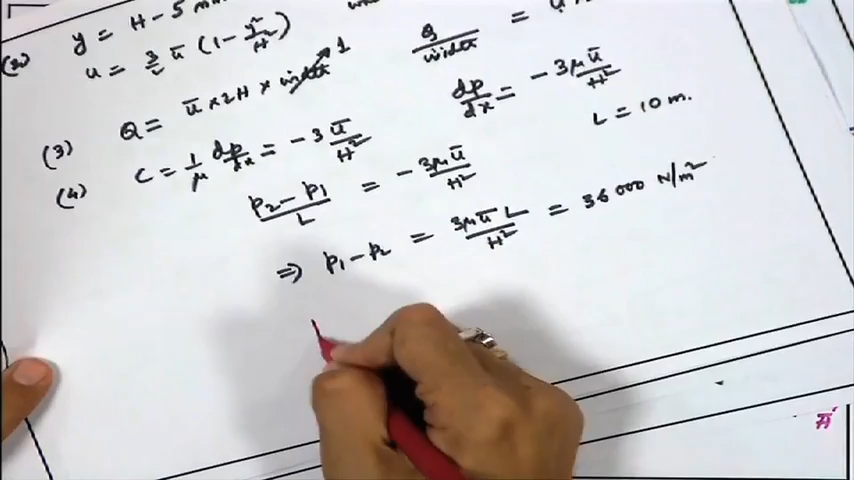 (2) y = H - 5 mm
u = 3/2 ū (1 - y²/H²)
(3) Q = ū × 2H × width 1    Q/width =
(4) C = 1/μ dp/dx = -3 ū/H²    dp/dx = -3μū/H²
p₂ - p₁/L = -3μū/H²    L = 10 m.
⇒ p₁ - p₂ = 3μūL/H² = 36000 N/m²